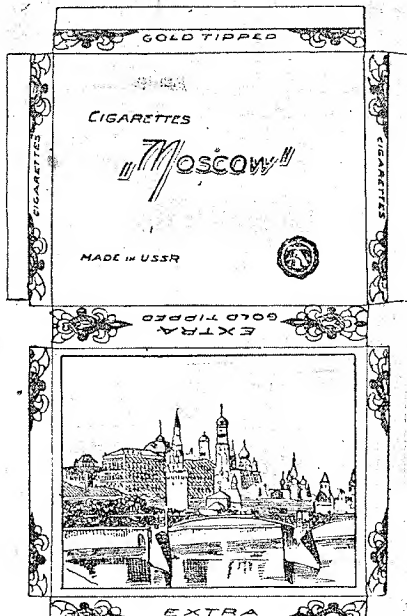 GOLD TIPPED
CIGARETTES
CIGARETTES
CIGARETTES
„Moscow"
MADE IN USSR
EXTRA
GOLD TIPPED
EXTRA